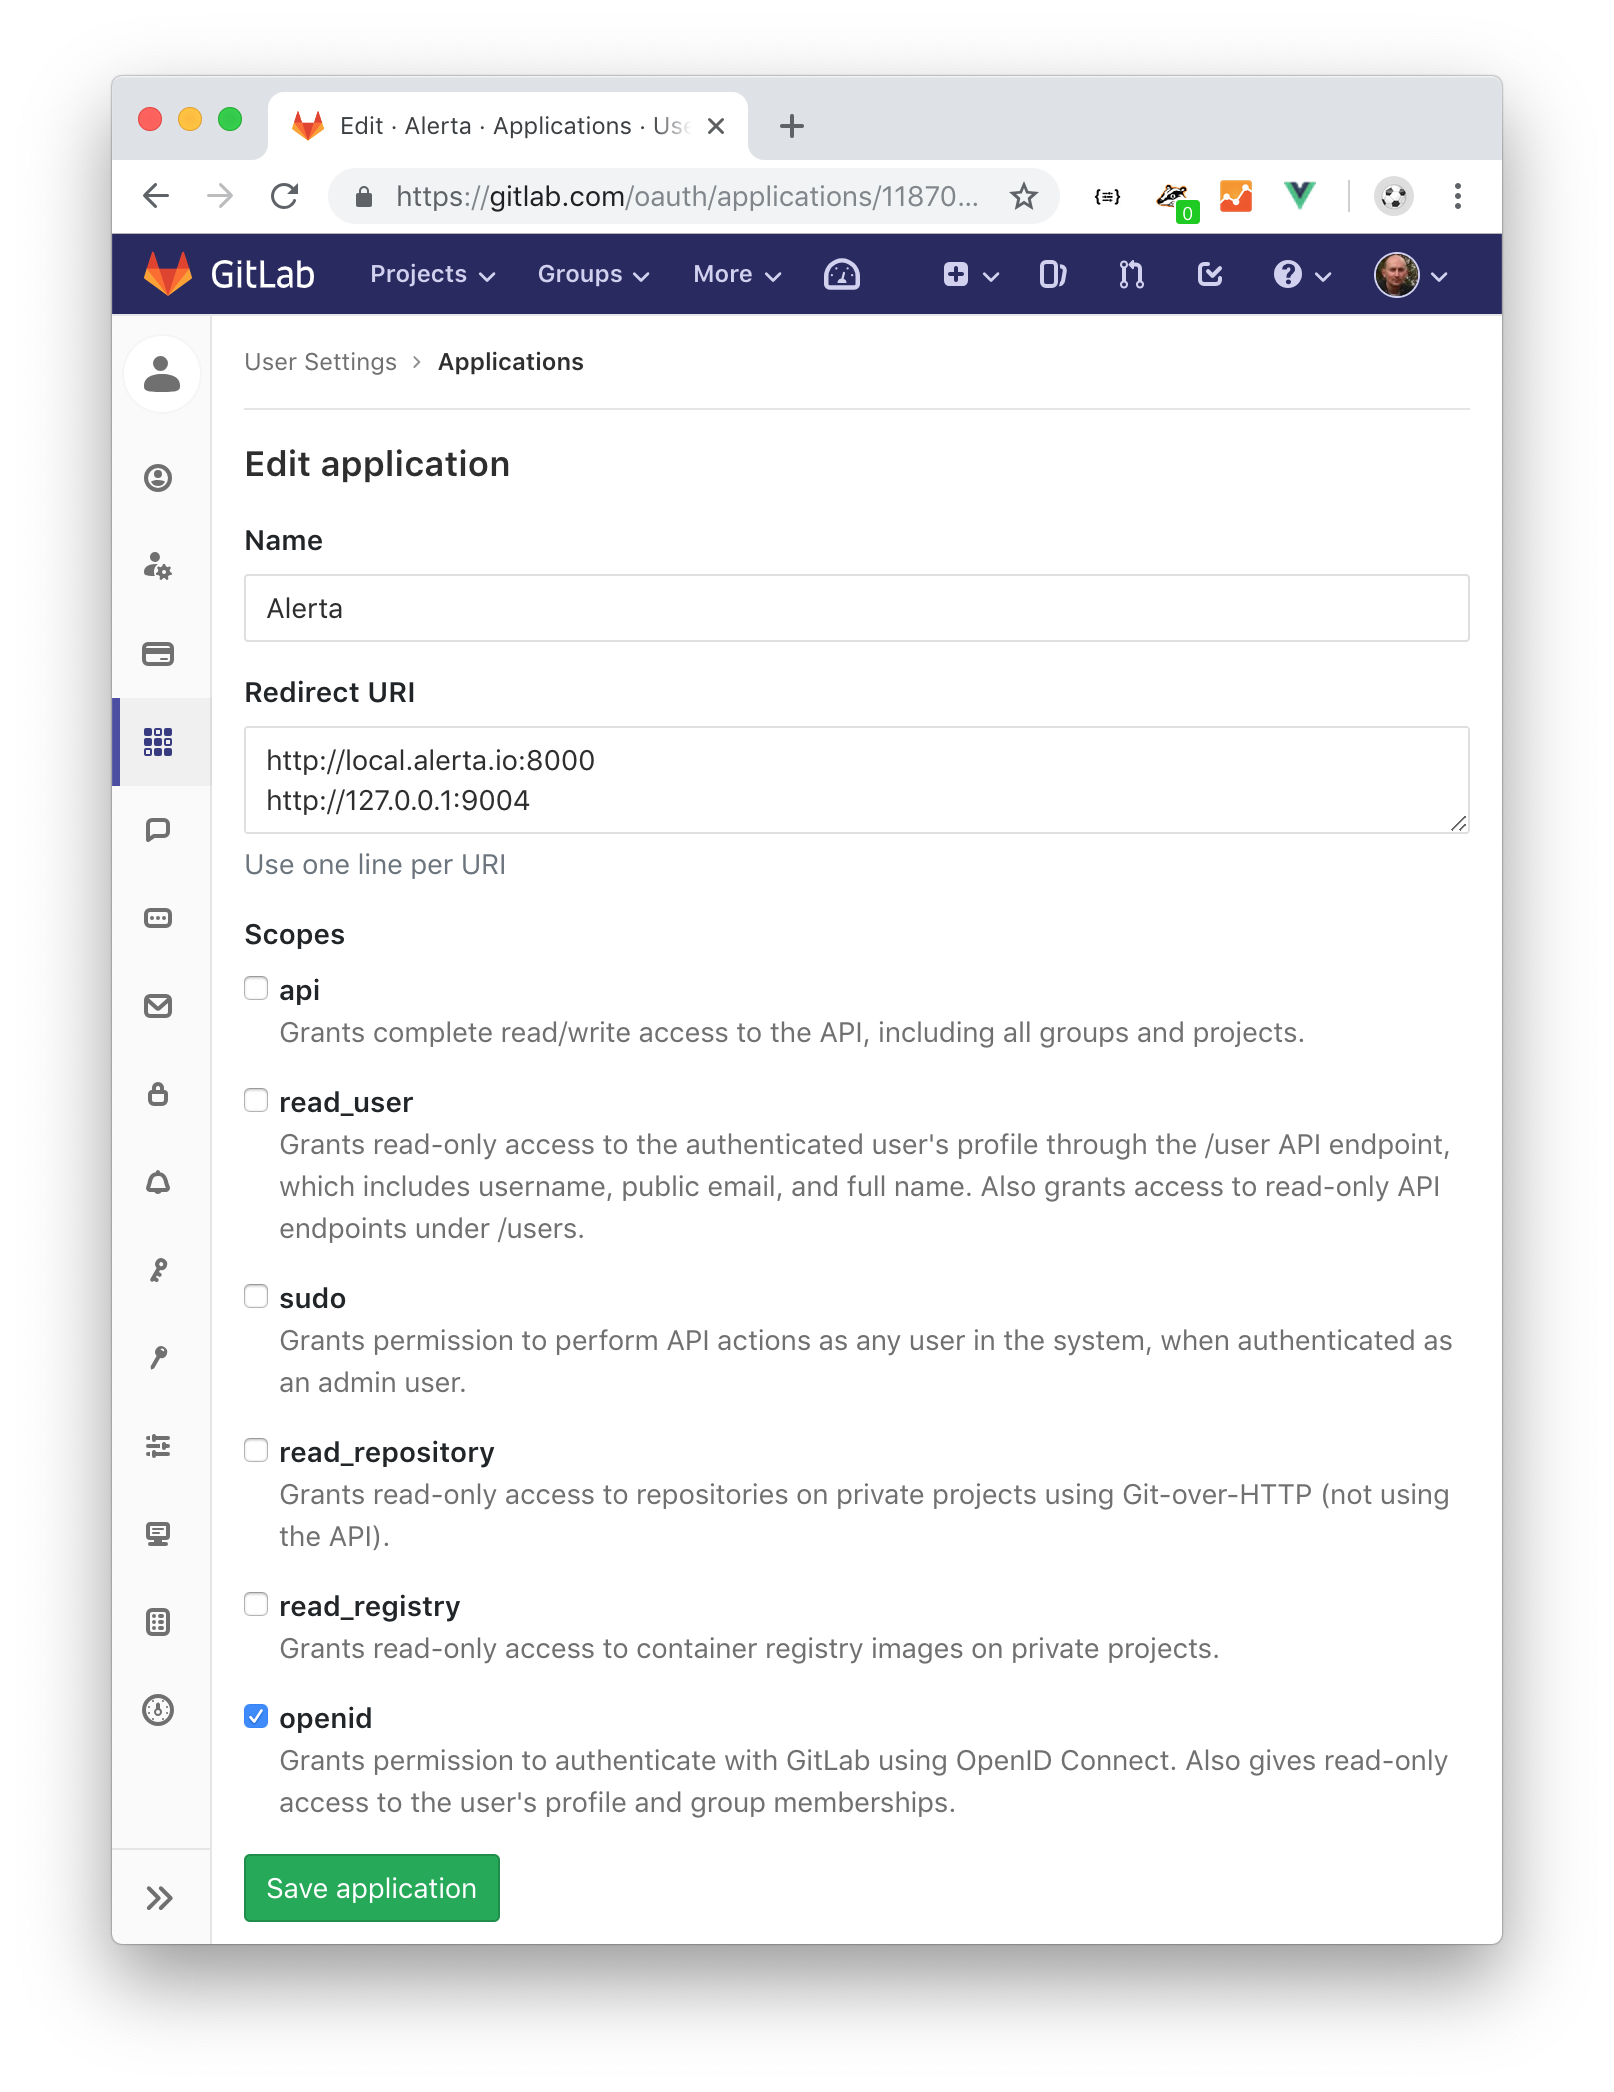 Edit · Alerta · Applications · Use
https://gitlab.com/oauth/applications/11870...
0
GitLab Projects Groups More
User Settings > Applications
Edit application
Name
Alerta
Redirect URI
http://local.alerta.io:8000
http://127.0.0.1:9004
Use one line per URI
Scopes
api
Grants complete read/write access to the API, including all groups and projects.
read_user
Grants read-only access to the authenticated user's profile through the /user API endpoint,
which includes username, public email, and full name. Also grants access to read-only API
endpoints under /users.
sudo
Grants permission to perform API actions as any user in the system, when authenticated as
an admin user.
read_repository
Grants read-only access to repositories on private projects using Git-over-HTTP (not using
the API).
read_registry
Grants read-only access to container registry images on private projects.
openid
Grants permission to authenticate with GitLab using OpenID Connect. Also gives read-only
access to the user's profile and group memberships.
Save application